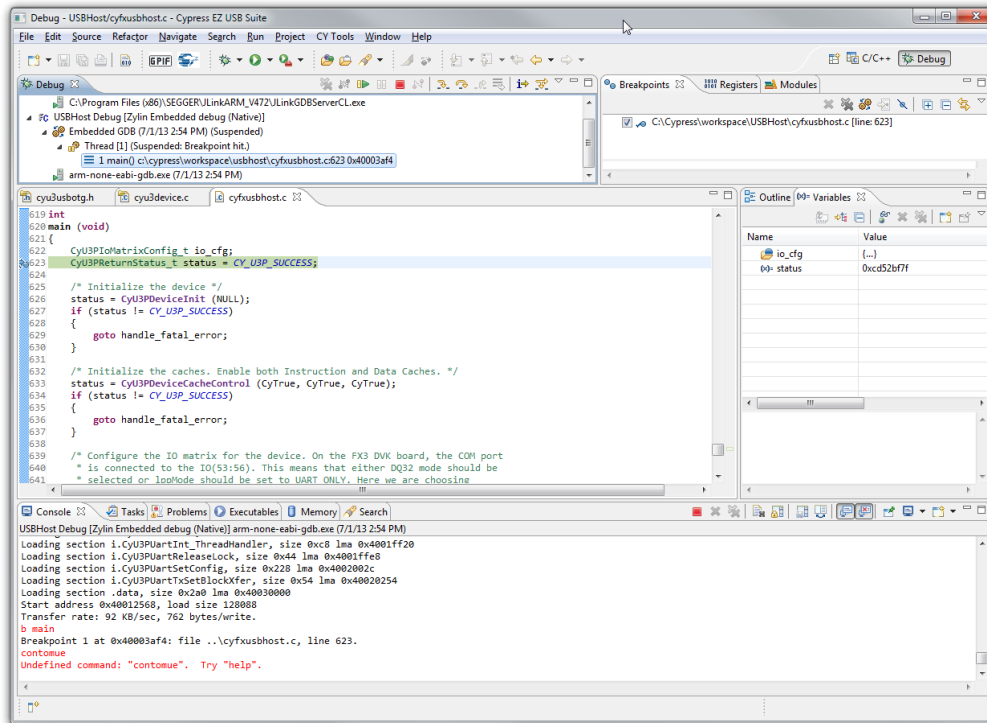 Debug - USBHost/cyfxusbhost.c - Cypress EZ USB Suite
File Edit Source Refactor Navigate Search Run Project CY Tools Window Help
GPIF C/C++ Debug
Debug
C:\Program Files (x86)\SEGGER\JLinkARM_V472\JLinkGDBServerCL.exe
USBHost Debug [Zylin Embedded debug (Native)]
Embedded GDB (7/1/13 2:54 PM) (Suspended)
Thread [1] (Suspended: Breakpoint hit.)
1 main() c:\cypress\workspace\usbhost\cyfxusbhost.c:623 0x40003af4
arm-none-eabi-gdb.exe (7/1/13 2:54 PM)
Breakpoints Registers Modules
C:\Cypress\workspace\USBHost\cyfxusbhost.c [line: 623]
cyu3usbotg.h cyu3device.c cyfxusbhost.c
619 int
620 main (void)
621 {
622 CyU3PIoMatrixConfig_t io_cfg;
623 CyU3PReturnStatus_t status = CY_U3P_SUCCESS;
624
625 /* Initialize the device */
626 status = CyU3PDeviceInit (NULL);
627 if (status != CY_U3P_SUCCESS)
628 {
629 goto handle_fatal_error;
630 }
631
632 /* Initialize the caches. Enable both Instruction and Data Caches. */
633 status = CyU3PDeviceCacheControl (CyTrue, CyTrue, CyTrue);
634 if (status != CY_U3P_SUCCESS)
635 {
636 goto handle_fatal_error;
637 }
638
639 /* Configure the IO matrix for the device. On the FX3 DVK board, the COM port
640 * is connected to the IO(53:56). This means that either DQ32 mode should be
641 * selected or lppMode should be set to UART_ONLY. Here we are choosing
Outline Variables
Name Value
io_cfg {...}
status 0xcd52bf7f
Console Tasks Problems Executables Memory Search
USBHost Debug [Zylin Embedded debug (Native)] arm-none-eabi-gdb.exe (7/1/13 2:54 PM)
Loading section i.CyU3PUartInt_ThreadHandler, size 0xc8 lma 0x4001ff20
Loading section i.CyU3PUartReleaseLock, size 0x44 lma 0x4001ffe8
Loading section i.CyU3PUartSetConfig, size 0x228 lma 0x4002002c
Loading section i.CyU3PUartTxSetBlockXfer, size 0x54 lma 0x40020254
Loading section .data, size 0x2a0 lma 0x40030000
Start address 0x40012568, load size 128088
Transfer rate: 92 KB/sec, 762 bytes/write.
b main
Breakpoint 1 at 0x40003af4: file ..\cyfxusbhost.c, line 623.
contomue
Undefined command: "contomue".  Try "help".